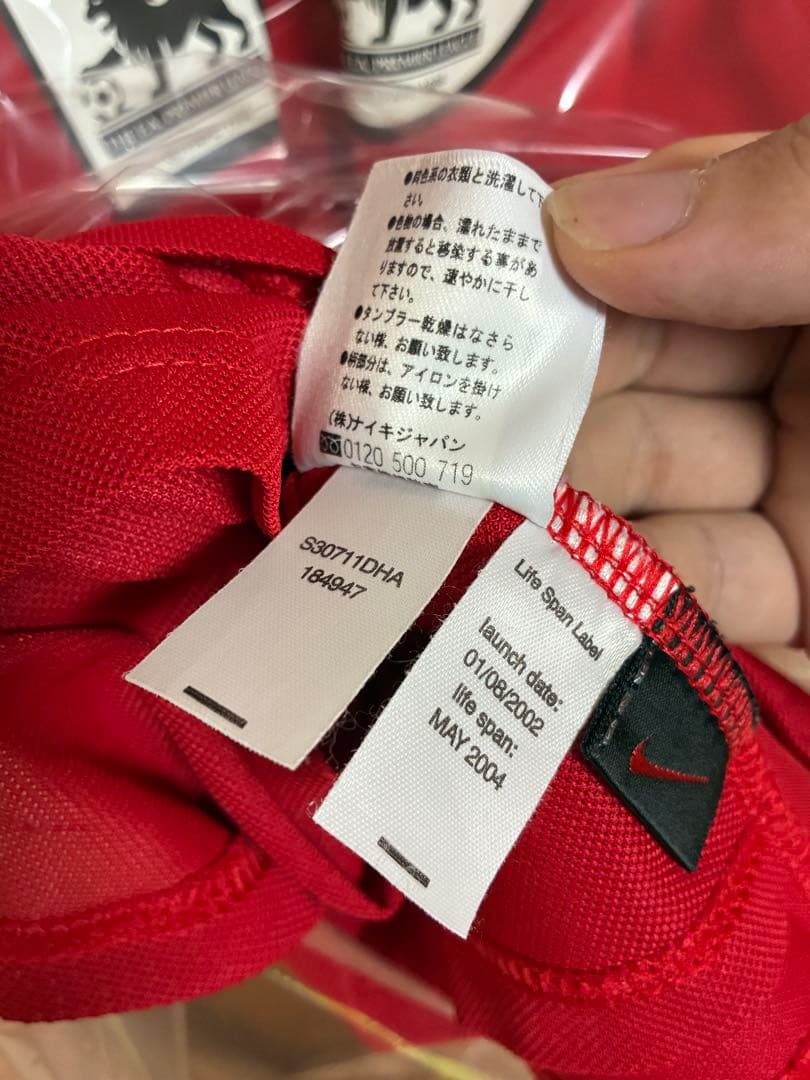 THE F.A. PREMIER LEAGUE
●同色系の衣類と洗濯して下
さい。
●色物の場合、濡れたままで
放置すると移染する事があ
りますので、速やかに干し
て下さい。
●タンブラー乾燥はなさら
ない様、お願い致します。
●柄部分は、アイロンを掛け
ない様、お願い致します。
(株)ナイキジャパン
0120 500 719
S30711DHA
184947
Life Span Label
launch date:
01/08/2002
life span:
MAY 2004